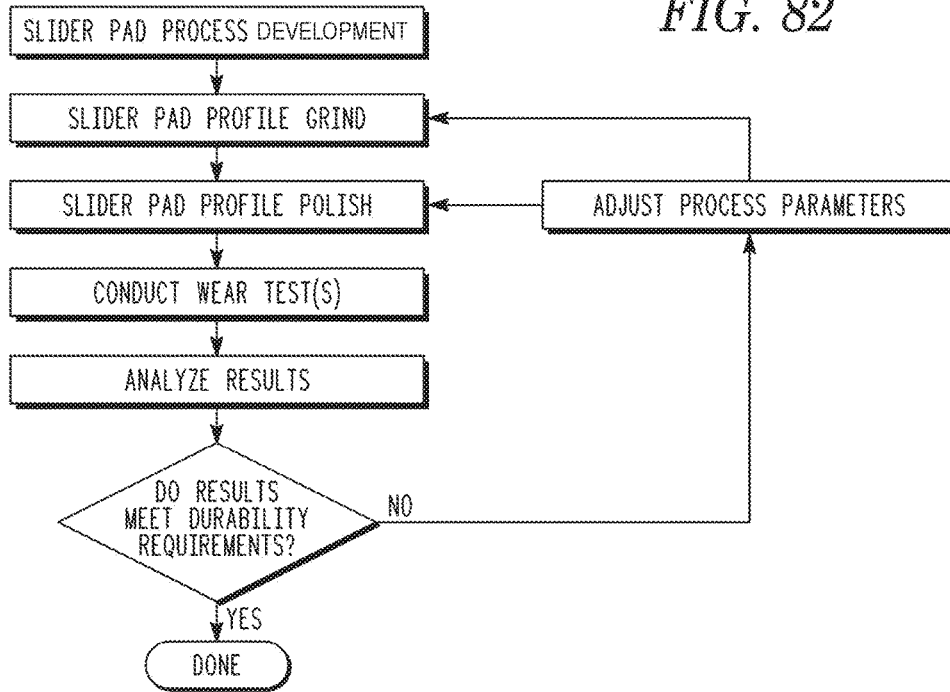 FIG. 82
SLIDER PAD PROCESS DEVELOPMENT
SLIDER PAD PROFILE GRIND
SLIDER PAD PROFILE POLISH
ADJUST PROCESS PARAMETERS
CONDUCT WEAR TEST(S)
ANALYZE RESULTS
DO RESULTS
MEET DURABILITY
REQUIREMENTS?
NO
YES
DONE